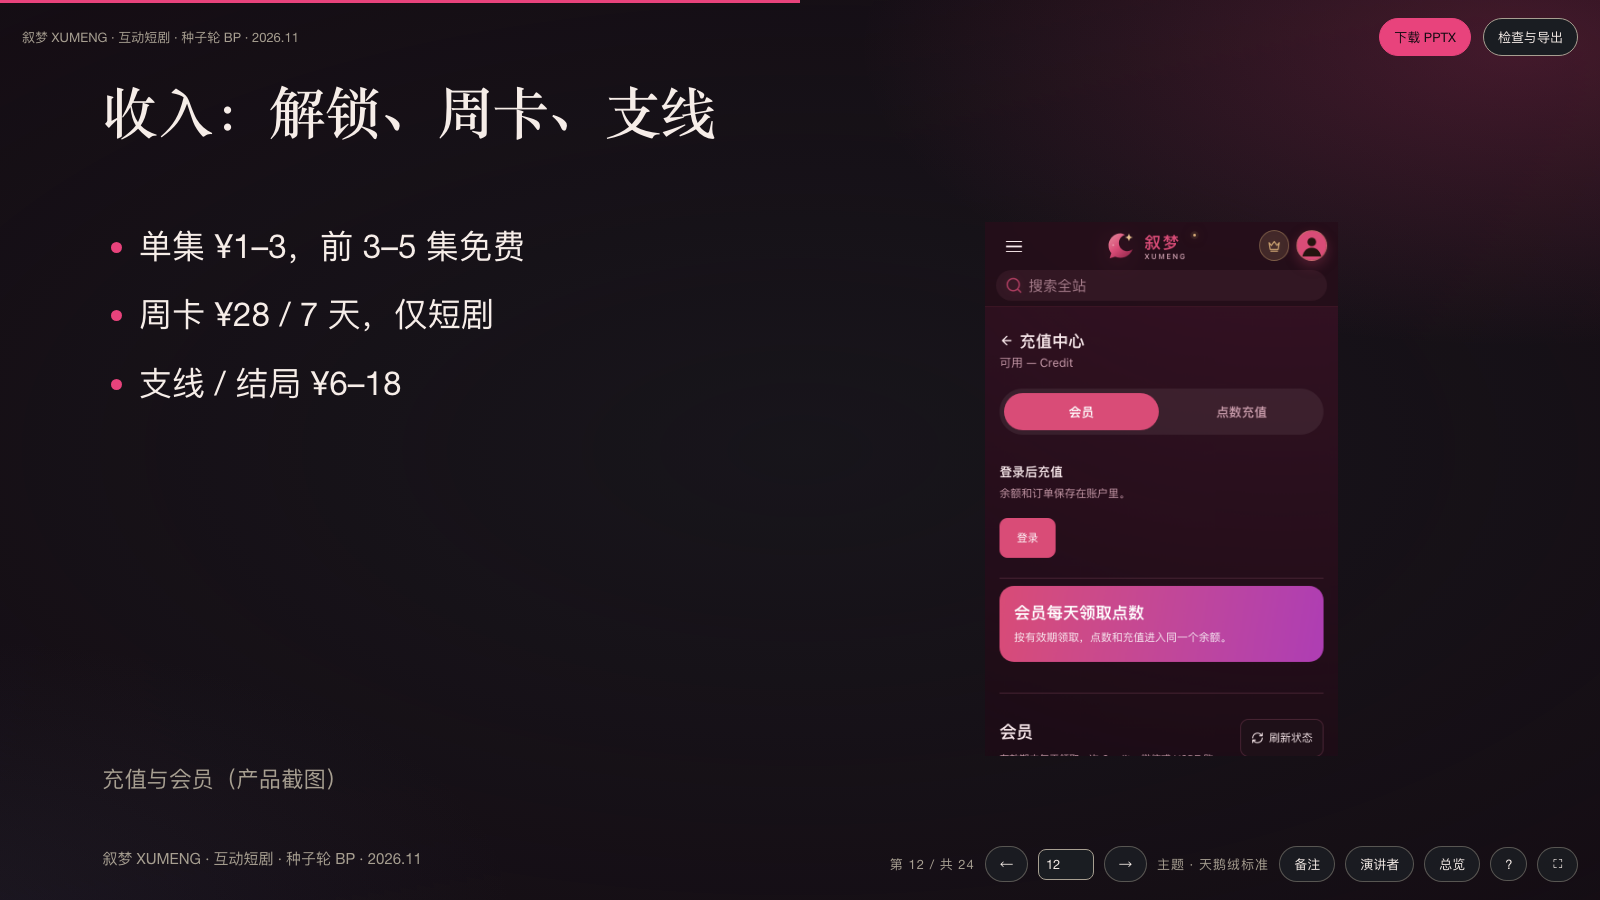 叙梦 XUMENG · 互动短剧 · 种子轮 BP · 2026.11
下载 PPTX
检查与导出
收入：解锁、周卡、支线
单集 ¥1–3，前 3–5 集免费
周卡 ¥28 / 7 天，仅短剧
支线 / 结局 ¥6–18
叙梦
XUMENG
搜索全站
← 充值中心
可用 — Credit
会员
点数充值
登录后充值
余额和订单保存在账户里。
登录
会员每天领取点数
按有效期领取，点数和充值进入同一个余额。
会员
刷新状态
充值与会员（产品截图）
叙梦 XUMENG · 互动短剧 · 种子轮 BP · 2026.11
第 12 / 共 24
←
12
→
主题 · 天鹅绒标准
备注
演讲者
总览
?